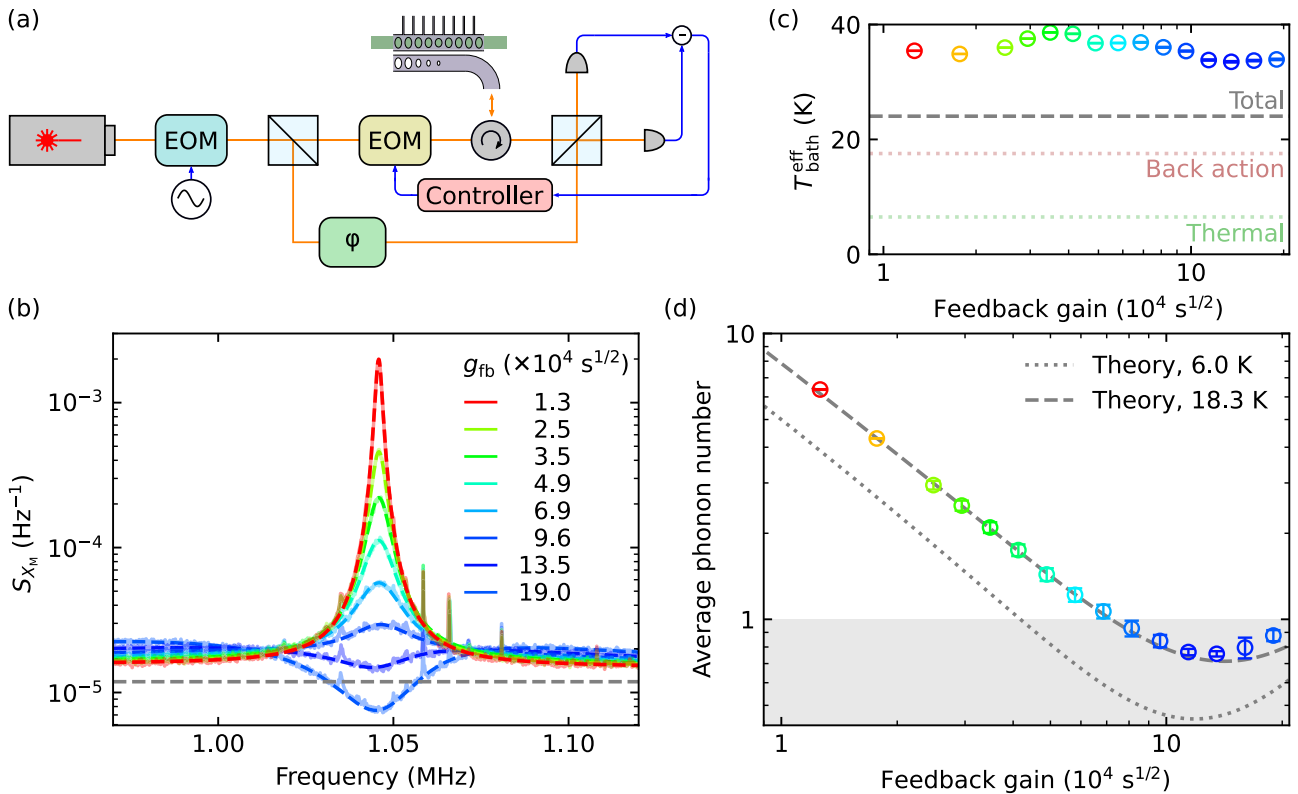 (a)
EOM
EOM
Controller
φ
−
(c)
40
20
0
T_bath^eff (K)
Total
Back action
Thermal
1
10
Feedback gain (10⁴ s^1/2)
(b)
g_fb (×10⁴ s^1/2)
1.3
2.5
3.5
4.9
6.9
9.6
13.5
19.0
10⁻³
10⁻⁴
10⁻⁵
S_X_M (Hz⁻¹)
1.00
1.05
1.10
Frequency (MHz)
(d)
10
1
Average phonon number
Theory, 6.0 K
Theory, 18.3 K
1
10
Feedback gain (10⁴ s^1/2)